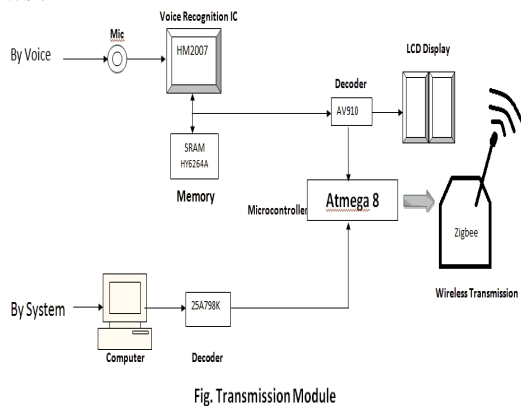 Voice Recognition IC
Mic
By Voice
HM2007
LCD Display
Decoder
AV910
SRAM
HY6264A
Memory
Microcontroller
Atmega 8
Zigbee
Wireless Transmission
By System
25A798K
Computer
Decoder
Fig. Transmission Module